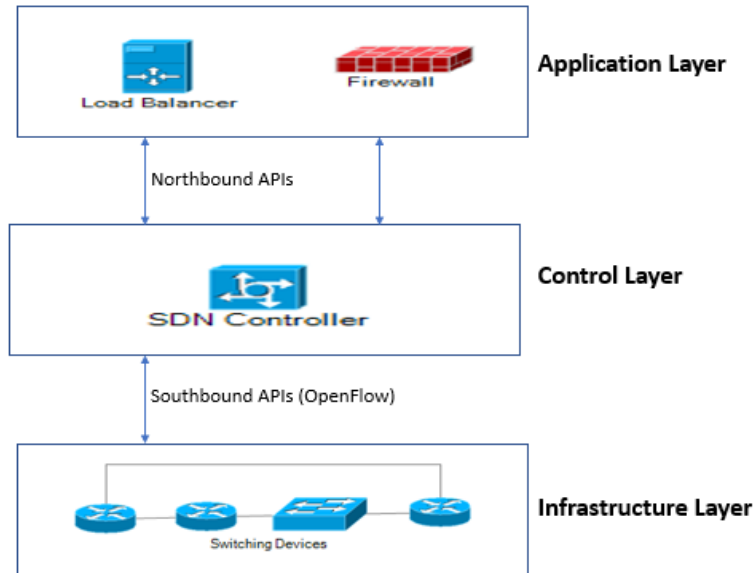 Load Balancer
Firewall
Application Layer
Northbound APIs
SDN Controller
Control Layer
Southbound APIs (OpenFlow)
Switching Devices
Infrastructure Layer